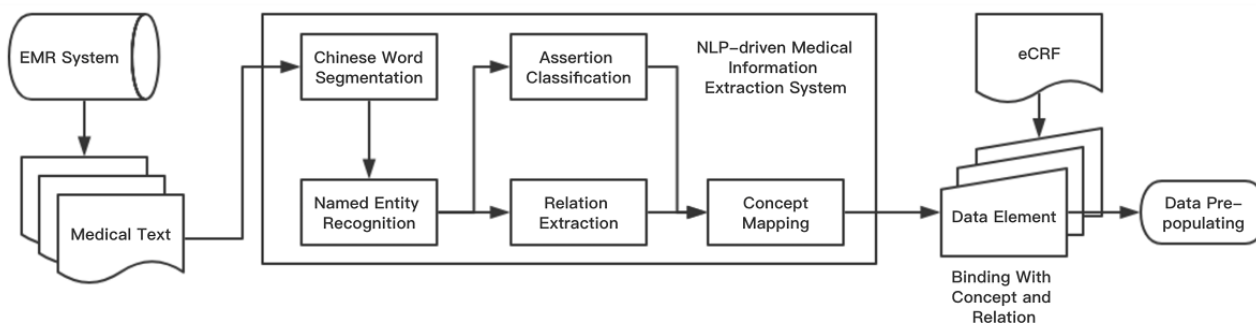 EMR System
Medical Text
Chinese Word
Segmentation
Named Entity
Recognition
Assertion
Classification
Relation
Extraction
NLP-driven Medical
Information
Extraction System
Concept
Mapping
eCRF
Data Element
Binding With
Concept and
Relation
Data Pre-
populating